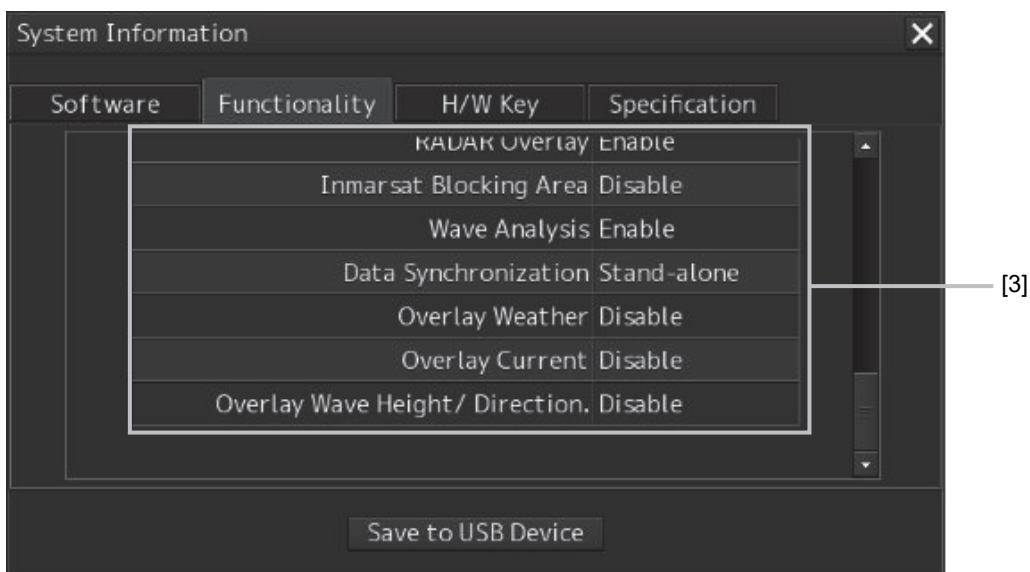 System Information
Software Functionality H/W Key Specification
RADAR Overlay Enable
Inmarsat Blocking Area Disable
Wave Analysis Enable
Data Synchronization Stand-alone
[3]
Overlay Weather Disable
Overlay Current Disable
Overlay Wave Height/ Direction. Disable
Save to USB Device